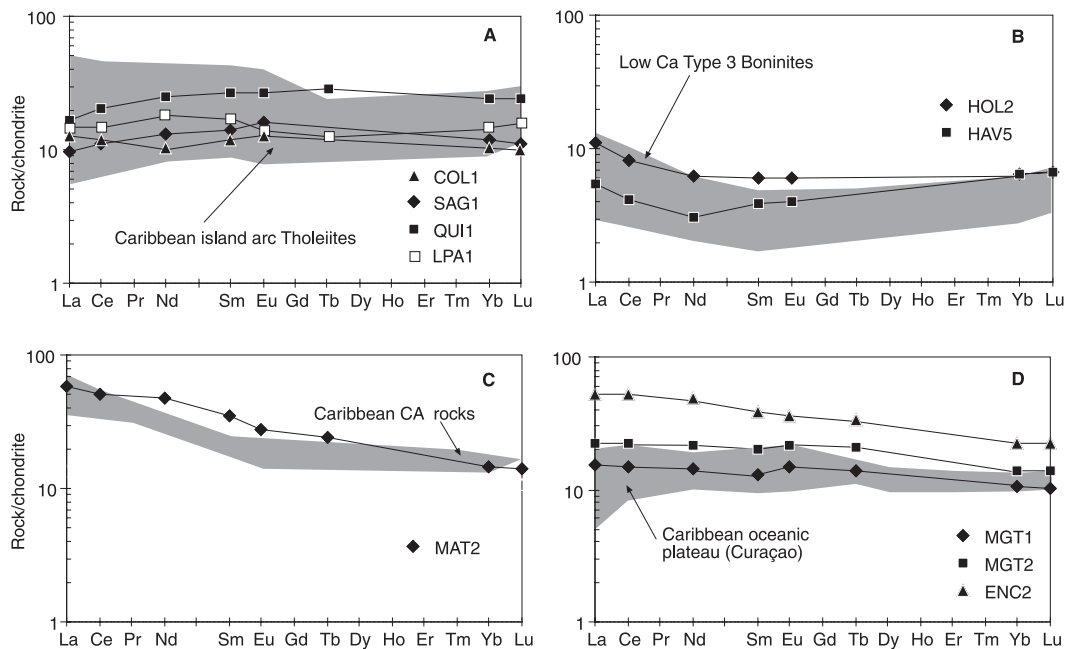 100
10
1
Rock/chondrite
A
COL1
SAG1
QUI1
LPA1
Caribbean island arc Tholeiites
La Ce Pr Nd Sm Eu Gd Tb Dy Ho Er Tm Yb Lu
100
10
1
B
Low Ca Type 3 Boninites
HOL2
HAV5
La Ce Pr Nd Sm Eu Gd Tb Dy Ho Er Tm Yb Lu
100
10
1
Rock/chondrite
C
Caribbean CA rocks
MAT2
La Ce Pr Nd Sm Eu Gd Tb Dy Ho Er Tm Yb Lu
100
10
1
D
Caribbean oceanic
plateau (Curaçao)
MGT1
MGT2
ENC2
La Ce Pr Nd Sm Eu Gd Tb Dy Ho Er Tm Yb Lu